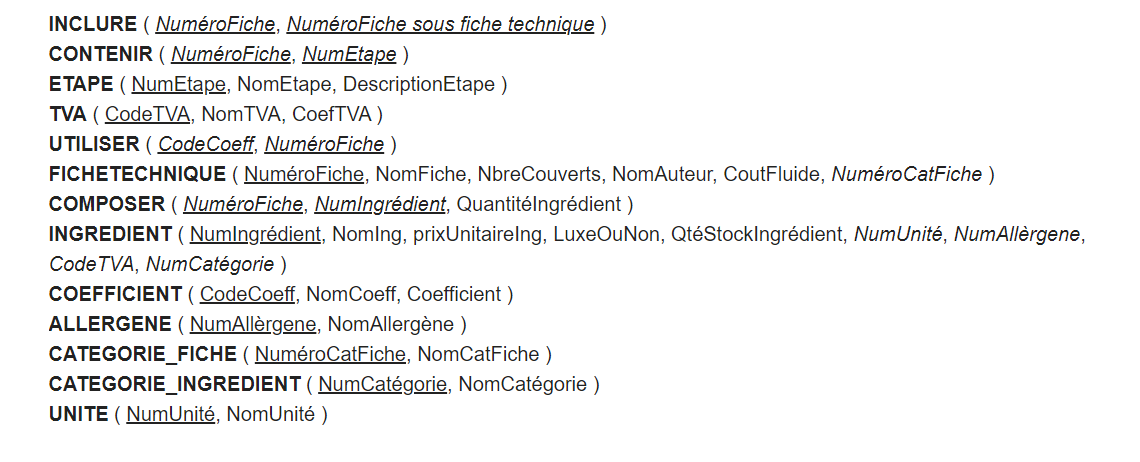 INCLURE ( NuméroFiche, NuméroFiche sous fiche technique )
CONTENIR ( NuméroFiche, NumEtape )
ETAPE ( NumEtape, NomEtape, DescriptionEtape )
TVA ( CodeTVA, NomTVA, CoefTVA )
UTILISER ( CodeCoeff, NuméroFiche )
FICHETECHNIQUE ( NuméroFiche, NomFiche, NbreCouverts, NomAuteur, CoutFluide, NuméroCatFiche )
COMPOSER ( NuméroFiche, NumIngrédient, QuantitéIngrédient )
INGREDIENT ( NumIngrédient, NomIng, prixUnitaireIng, LuxeOuNon, QtéStockIngrédient, NumUnité, NumAllèrgene,
CodeTVA, NumCatégorie )
COEFFICIENT ( CodeCoeff, NomCoeff, Coefficient )
ALLERGENE ( NumAllèrgene, NomAllergène )
CATEGORIE_FICHE ( NuméroCatFiche, NomCatFiche )
CATEGORIE_INGREDIENT ( NumCatégorie, NomCatégorie )
UNITE ( NumUnité, NomUnité )